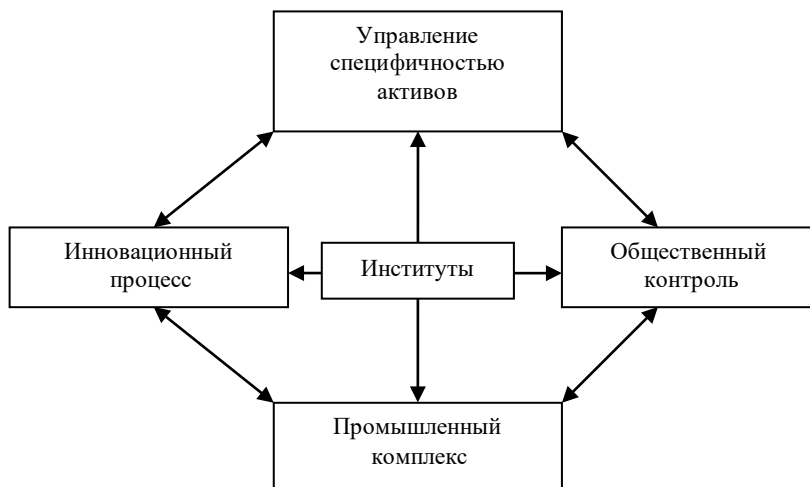 Управление
специфичностью
активов
Инновационный
процесс
Институты
Общественный
контроль
Промышленный
комплекс